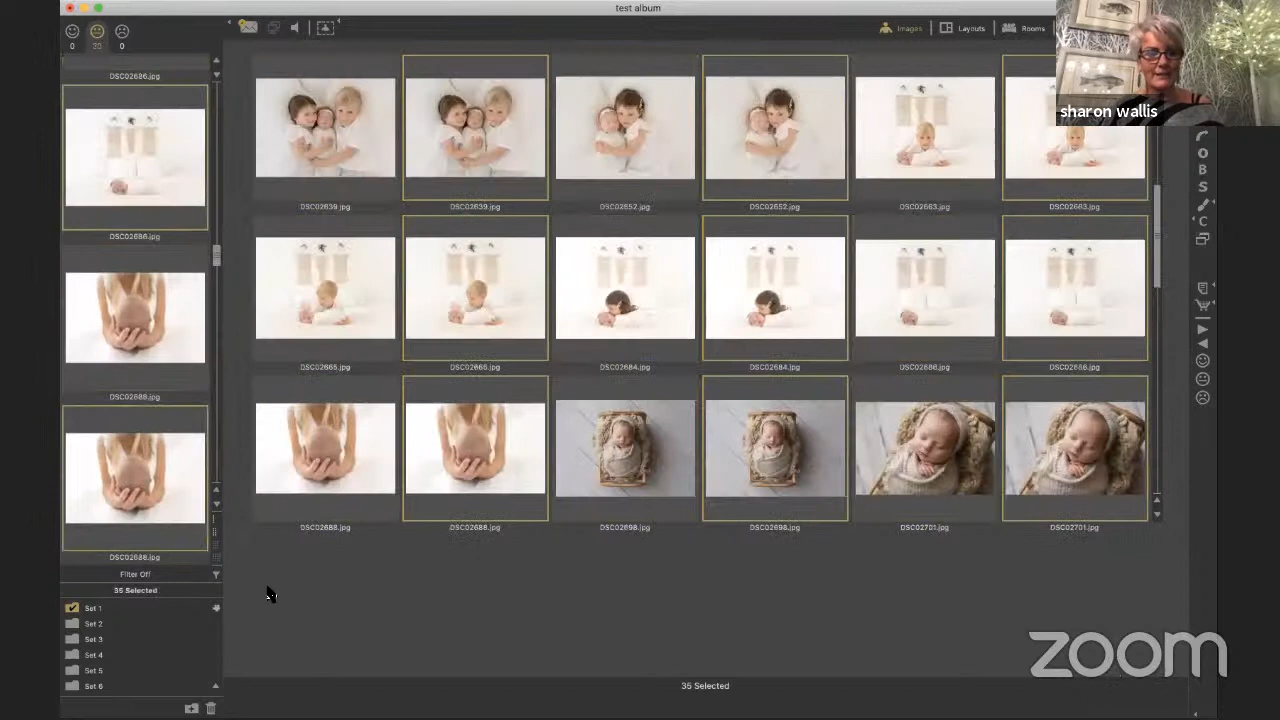 test album
0
35
0
Images
Layouts
Rooms
sharon wallis
DSC02686.jpg
DSC02686.jpg
DSC02688.jpg
DSC02688.jpg
DSC02639.jpg
DSC02639.jpg
DSC02652.jpg
DSC02652.jpg
DSC02663.jpg
DSC02663.jpg
DSC02665.jpg
DSC02665.jpg
DSC02684.jpg
DSC02684.jpg
DSC02686.jpg
DSC02686.jpg
DSC02688.jpg
DSC02688.jpg
DSC02698.jpg
DSC02698.jpg
DSC02701.jpg
DSC02701.jpg
O
B
S
C
Filter Off
35 Selected
Set 1
Set 2
Set 3
Set 4
Set 5
Set 6
35 Selected
zoom